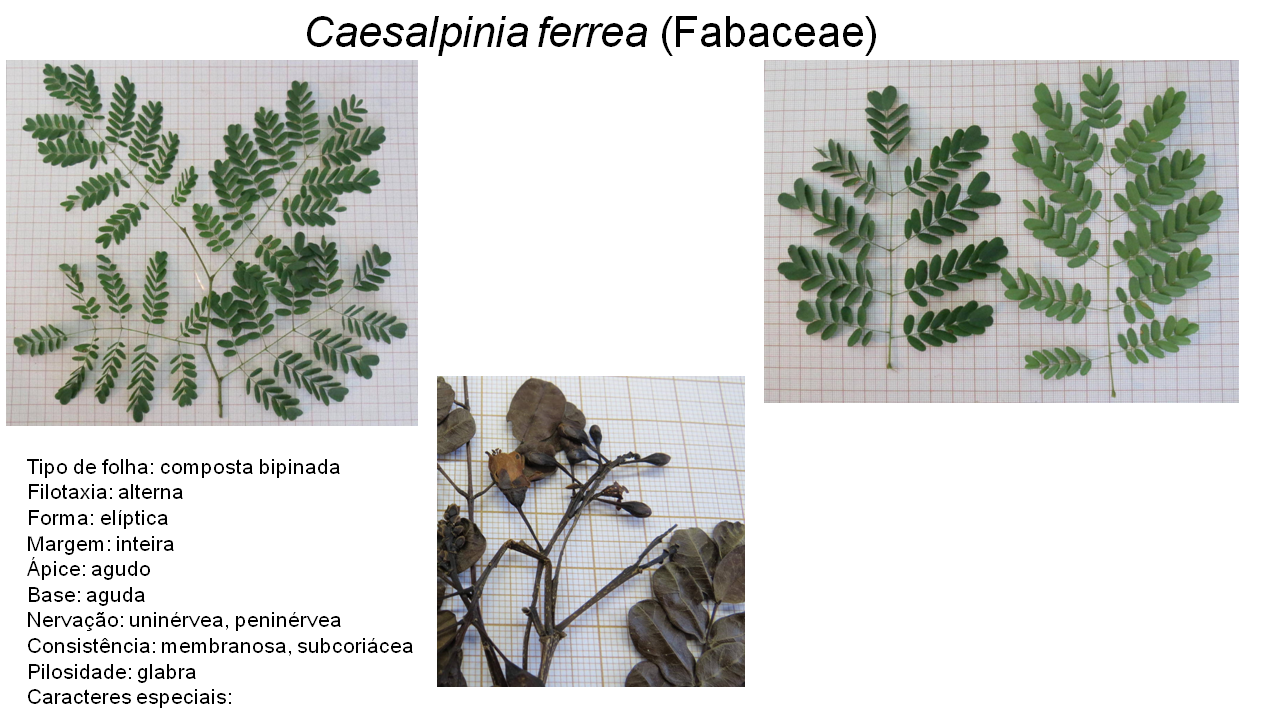 Caesalpinia ferrea (Fabaceae)
Tipo de folha: composta bipinada
Filotaxia: alterna
Forma: elíptica
Margem: inteira
Ápice: agudo
Base: aguda
Nervação: uninérvea, peninérvea
Consistência: membranosa, subcoriácea
Pilosidade: glabra
Caracteres especiais: